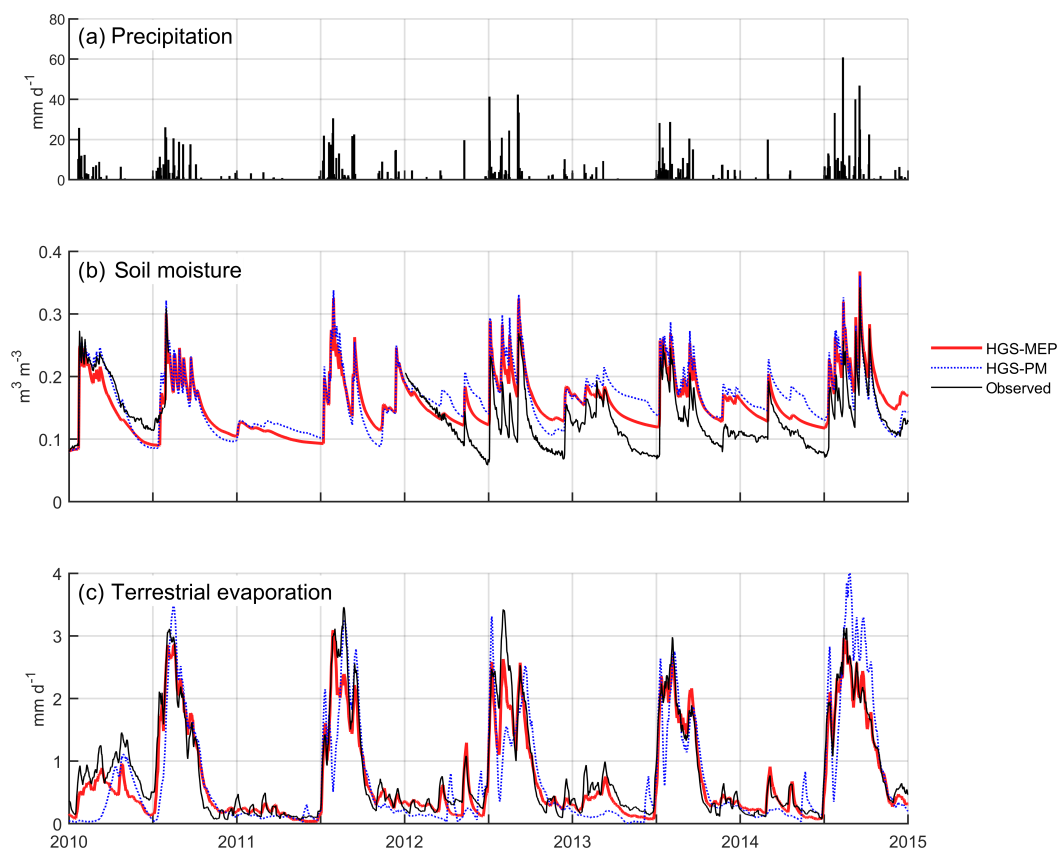 80
(a) Precipitation
60
mm d⁻¹
40
20
0
0.4
(b) Soil moisture
0.3
m³ m⁻³
0.2
0.1
0
HGS-MEP
HGS-PM
Observed
4
(c) Terrestrial evaporation
3
mm d⁻¹
2
1
0
2010 2011 2012 2013 2014 2015